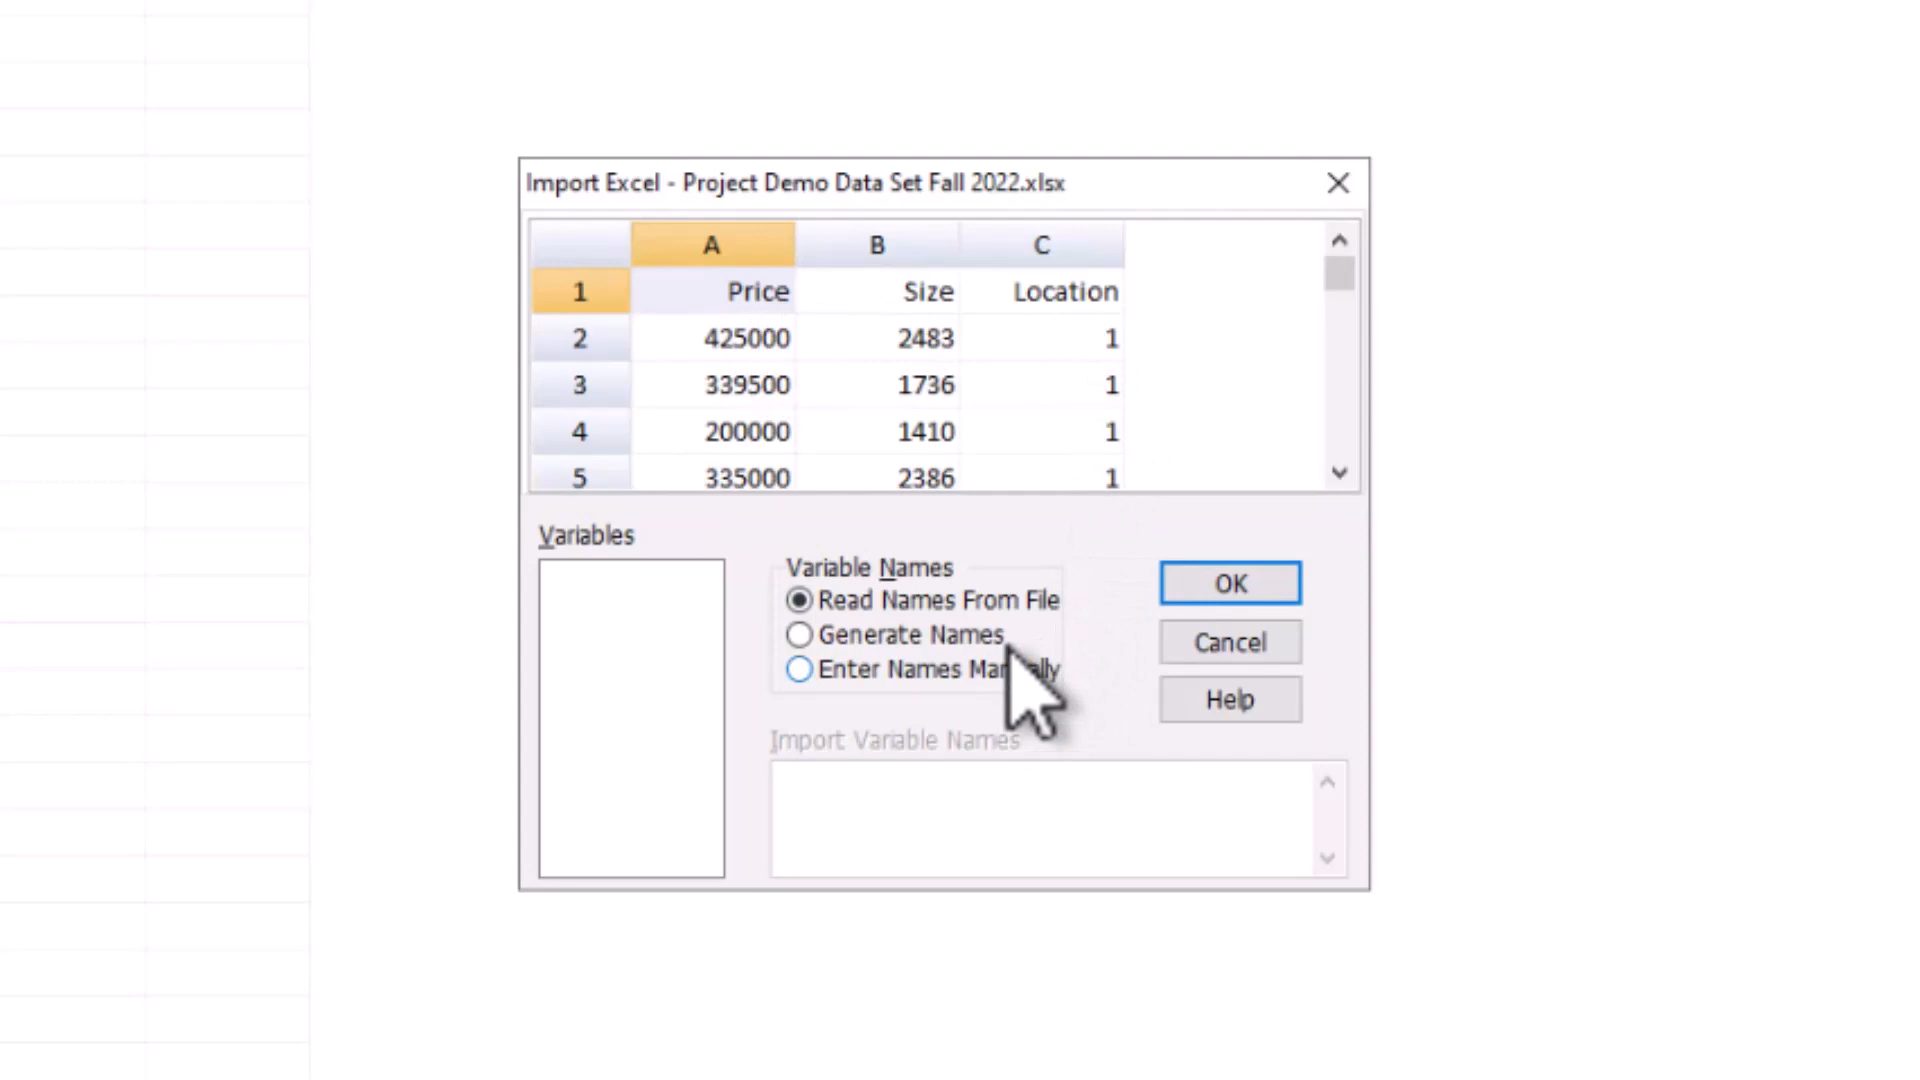 Import Excel - Project Demo Data Set Fall 2022.xlsx
A B C
1 Price Size Location
2 425000 2483 1
3 339500 1736 1
4 200000 1410 1
5 335000 2386 1
Variables
Variable Names
Read Names From File
Generate Names
Enter Names
OK
Cancel
Help
Import Variable Names